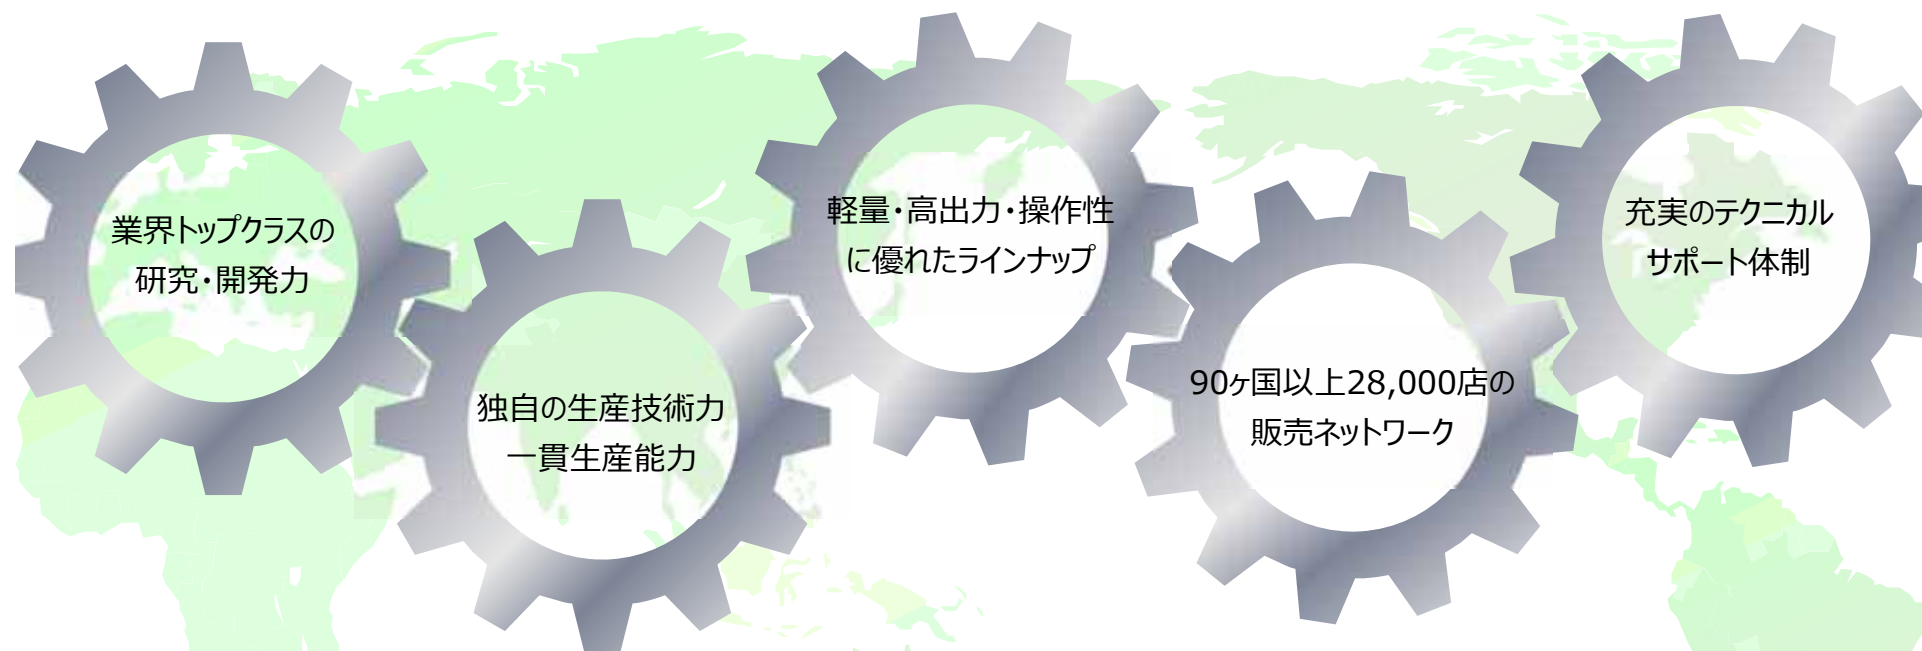 業界トップクラスの
研究・開発力
独自の生産技術力
一貫生産能力
軽量・高出力・操作性
に優れたラインナップ
90ヶ国以上28,000店の
販売ネットワーク
充実のテクニカル
サポート体制